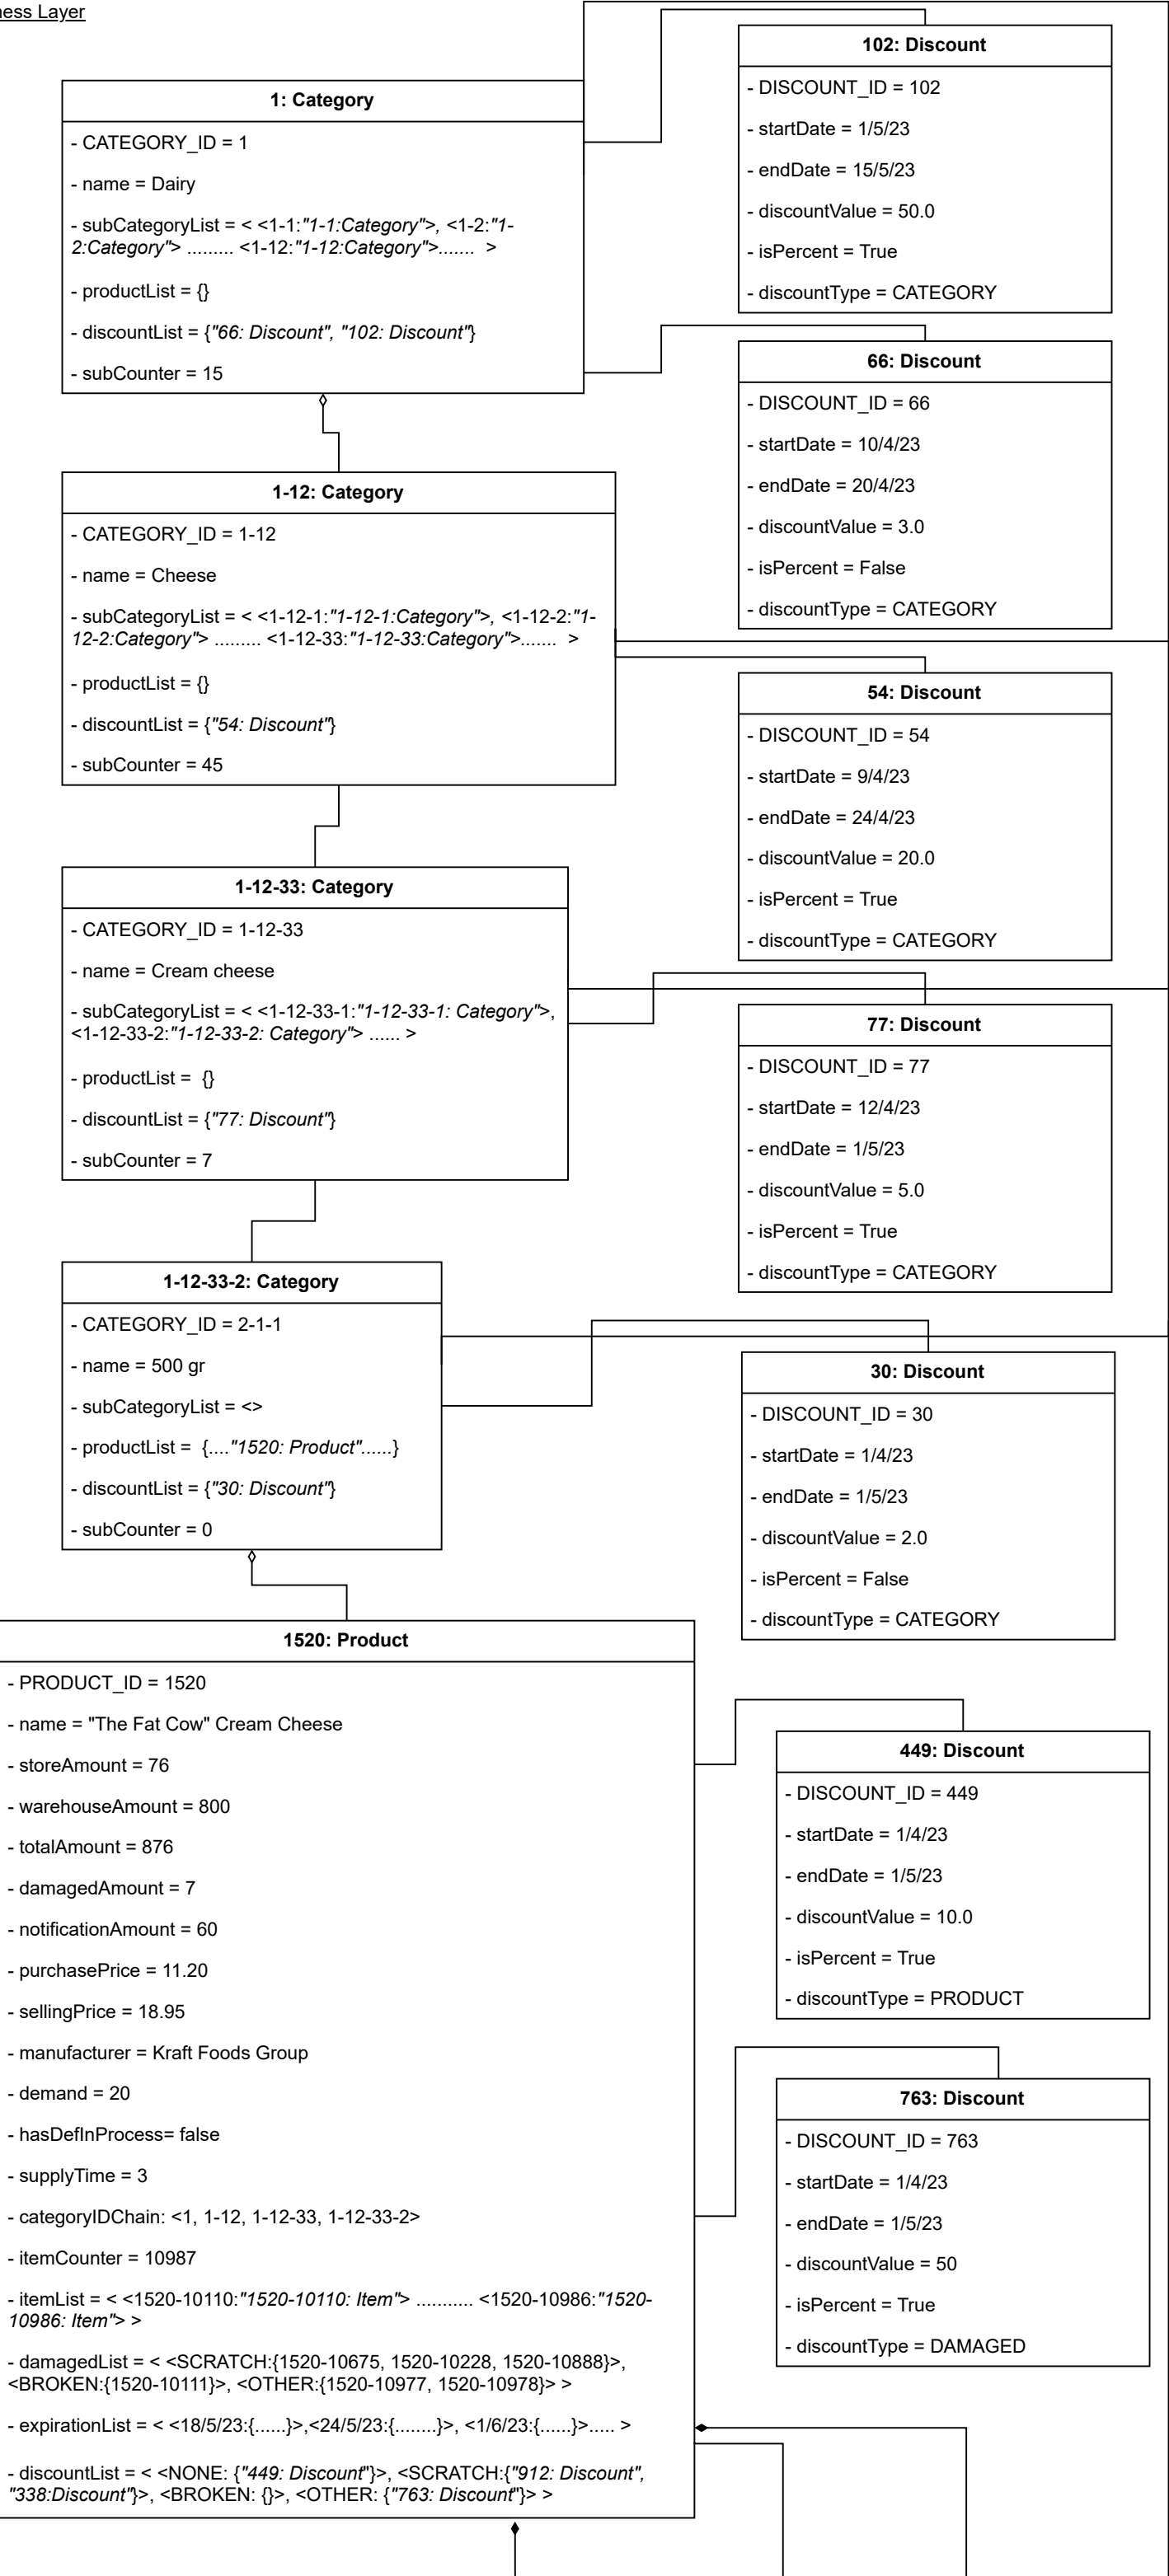 ness Layer
1: Category
- CATEGORY_ID = 1
- name = Dairy
- subCategoryList = < <1-1:"1-1:Category">, <1-2:"1-
2:Category"> ......... <1-12:"1-12:Category">.......  >
- productList = {}
- discountList = {"66: Discount", "102: Discount"}
- subCounter = 15
102: Discount
- DISCOUNT_ID = 102
- startDate = 1/5/23
- endDate = 15/5/23
- discountValue = 50.0
- isPercent = True
- discountType = CATEGORY
66: Discount
- DISCOUNT_ID = 66
- startDate = 10/4/23
- endDate = 20/4/23
- discountValue = 3.0
- isPercent = False
- discountType = CATEGORY
1-12: Category
- CATEGORY_ID = 1-12
- name = Cheese
- subCategoryList = < <1-12-1:"1-12-1:Category">, <1-12-2:"1-
12-2:Category"> ......... <1-12-33:"1-12-33:Category">.......  >
- productList = {}
- discountList = {"54: Discount"}
- subCounter = 45
54: Discount
- DISCOUNT_ID = 54
- startDate = 9/4/23
- endDate = 24/4/23
- discountValue = 20.0
- isPercent = True
- discountType = CATEGORY
1-12-33: Category
- CATEGORY_ID = 1-12-33
- name = Cream cheese
- subCategoryList = < <1-12-33-1:"1-12-33-1: Category">,
<1-12-33-2:"1-12-33-2: Category"> ...... >
- productList =  {}
- discountList = {"77: Discount"}
- subCounter = 7
77: Discount
- DISCOUNT_ID = 77
- startDate = 12/4/23
- endDate = 1/5/23
- discountValue = 5.0
- isPercent = True
- discountType = CATEGORY
1-12-33-2: Category
- CATEGORY_ID = 2-1-1
- name = 500 gr
- subCategoryList = <>
- productList =  {...."1520: Product"......}
- discountList = {"30: Discount"}
- subCounter = 0
30: Discount
- DISCOUNT_ID = 30
- startDate = 1/4/23
- endDate = 1/5/23
- discountValue = 2.0
- isPercent = False
- discountType = CATEGORY
1520: Product
- PRODUCT_ID = 1520
- name = "The Fat Cow" Cream Cheese
- storeAmount = 76
- warehouseAmount = 800
- totalAmount = 876
- damagedAmount = 7
- notificationAmount = 60
- purchasePrice = 11.20
- sellingPrice = 18.95
- manufacturer = Kraft Foods Group
- demand = 20
- hasDefInProcess= false
- supplyTime = 3
- categoryIDChain: <1, 1-12, 1-12-33, 1-12-33-2>
- itemCounter = 10987
- itemList = < <1520-10110:"1520-10110: Item"> ........... <1520-10986:"1520-
10986: Item"> >
- damagedList = < <SCRATCH:{1520-10675, 1520-10228, 1520-10888}>,
<BROKEN:{1520-10111}>, <OTHER:{1520-10977, 1520-10978}> >
- expirationList = < <18/5/23:{......}>,<24/5/23:{........}>, <1/6/23:{......}>..... >
- discountList = < <NONE: {"449: Discount"}>, <SCRATCH:{"912: Discount",
"338:Discount"}>, <BROKEN: {}>, <OTHER: {"763: Discount"}> >
449: Discount
- DISCOUNT_ID = 449
- startDate = 1/4/23
- endDate = 1/5/23
- discountValue = 10.0
- isPercent = True
- discountType = PRODUCT
763: Discount
- DISCOUNT_ID = 763
- startDate = 1/4/23
- endDate = 1/5/23
- discountValue = 50
- isPercent = True
- discountType = DAMAGED